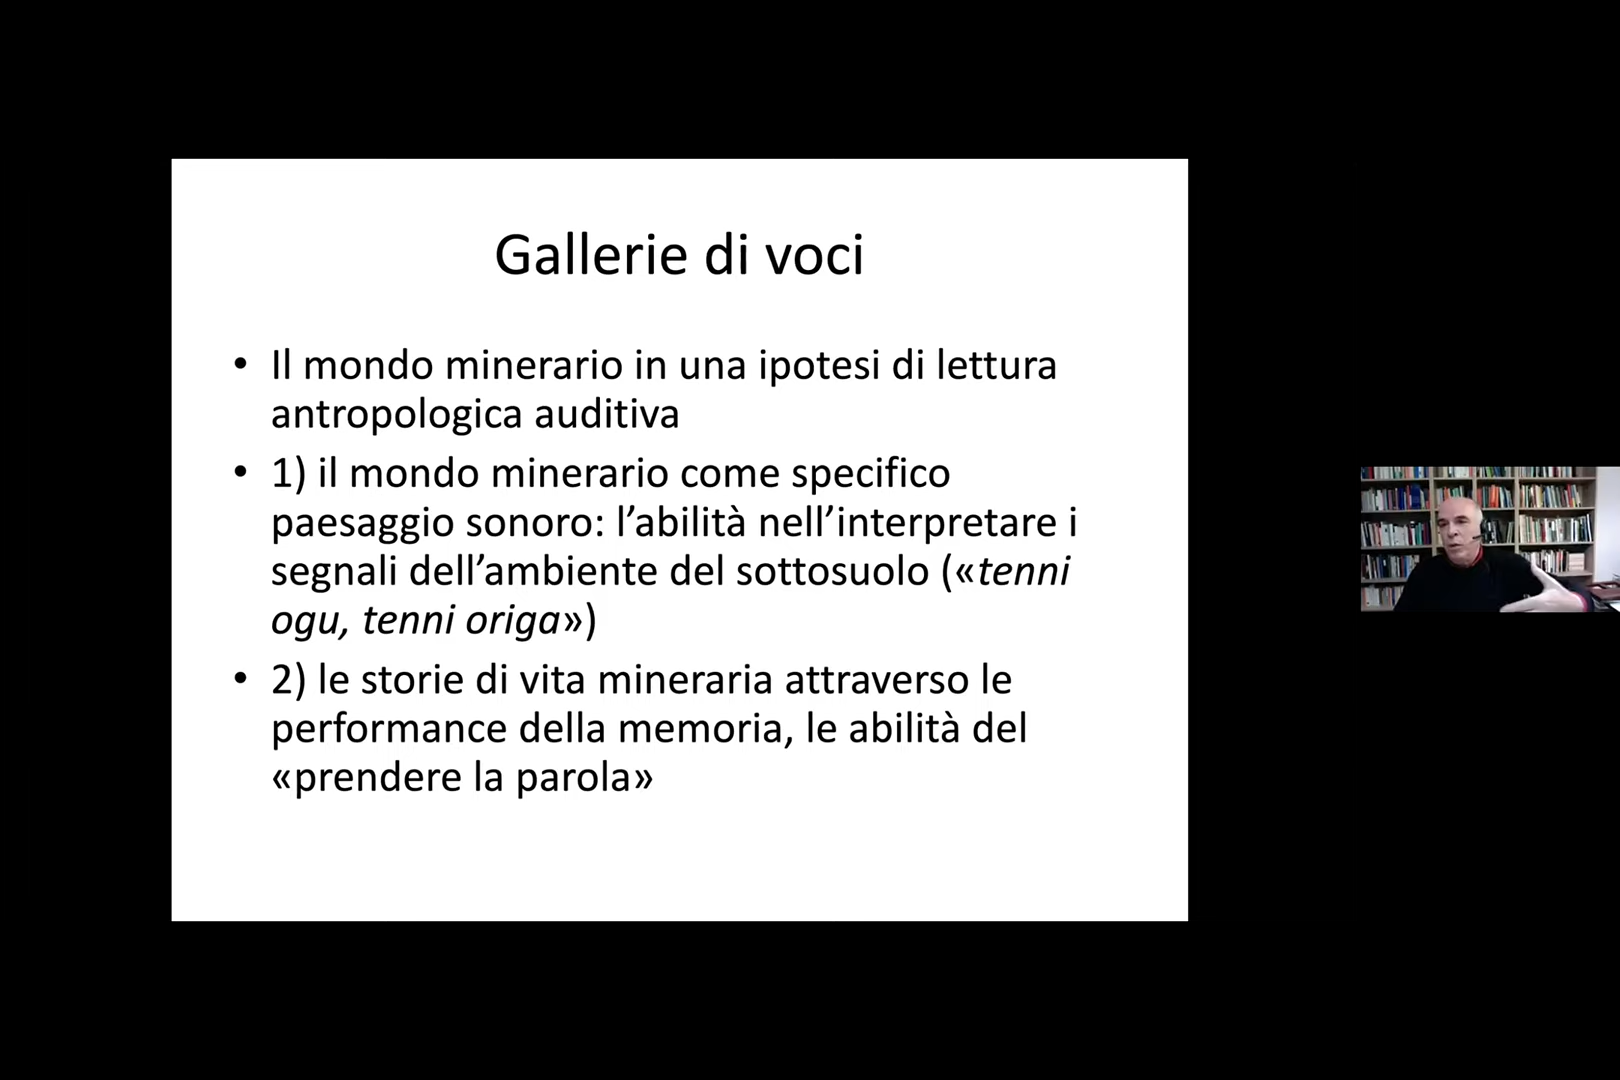 Gallerie di voci
• Il mondo minerario in una ipotesi di lettura
antropologica auditiva
• 1) il mondo minerario come specifico
paesaggio sonoro: l’abilità nell’interpretare i
segnali dell’ambiente del sottosuolo («tenni
ogu, tenni origa»)
• 2) le storie di vita mineraria attraverso le
performance della memoria, le abilità del
«prendere la parola»